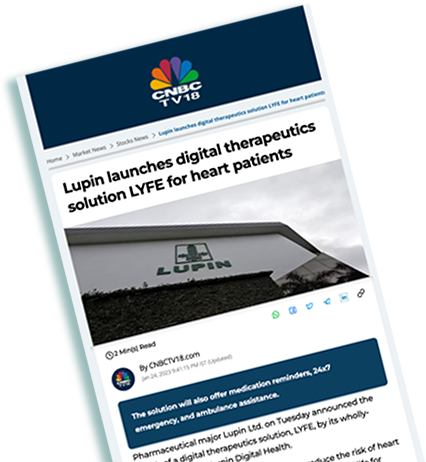 CNBC
TV18
Home > Market News > Stocks News > Lupin launches digital therapeutics solution LYFE for heart patients
Lupin launches digital therapeutics
solution LYFE for heart patients
LUPIN
2 Min(s) Read
By CNBCTV18.com
Jan 24, 2023 9:41:15 PM IST (Updated)
The solution will also offer medication reminders, 24x7
emergency, and ambulance assistance.
Pharmaceutical major Lupin Ltd. on Tuesday announced the
of a digital therapeutics solution, LYFE, by its wholly-
Lupin Digital Health.
reduce the risk of heart
life for